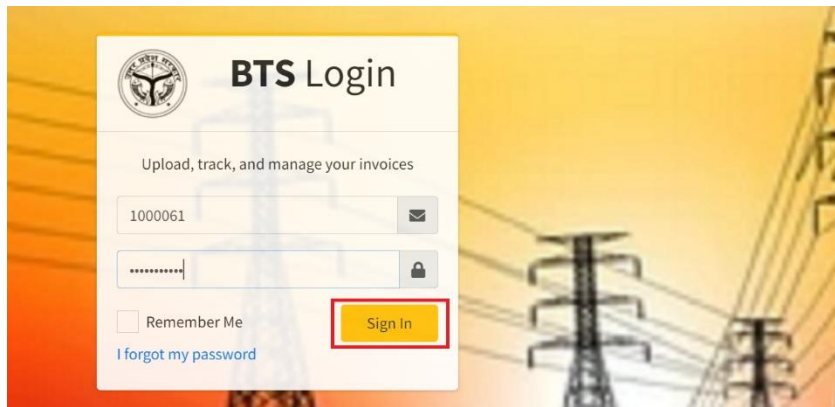 BTS Login
Upload, track, and manage your invoices
1000061
•••••••••••
Remember Me
Sign In
I forgot my password